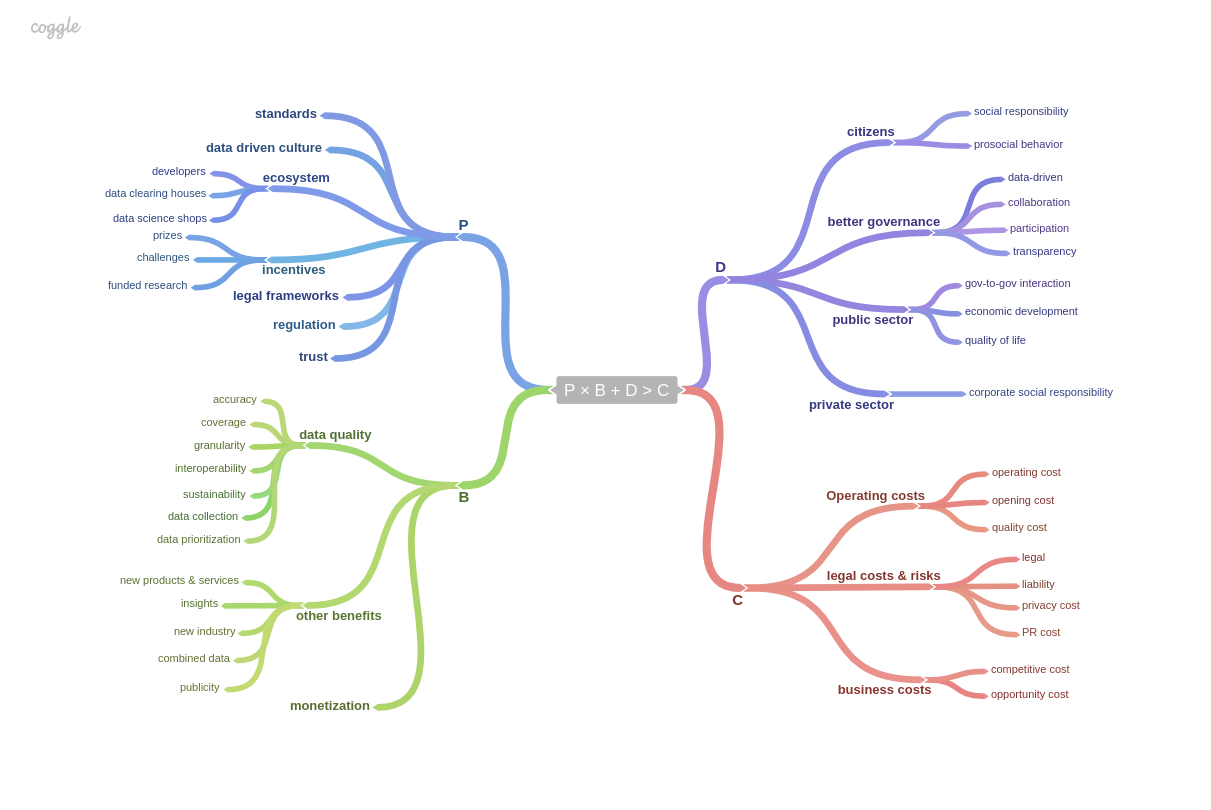 coggle
P × B + D > C
P
standards
data driven culture
ecosystem
developers
data clearing houses
data science shops
incentives
prizes
challenges
funded research
legal frameworks
regulation
trust
B
data quality
accuracy
coverage
granularity
interoperability
sustainability
data collection
data prioritization
other benefits
new products & services
insights
new industry
combined data
publicity
monetization
D
citizens
social responsibility
prosocial behavior
better governance
data-driven
collaboration
participation
transparency
public sector
gov-to-gov interaction
economic development
quality of life
private sector
corporate social responsibility
C
Operating costs
operating cost
opening cost
quality cost
legal costs & risks
legal
liability
privacy cost
PR cost
business costs
competitive cost
opportunity cost